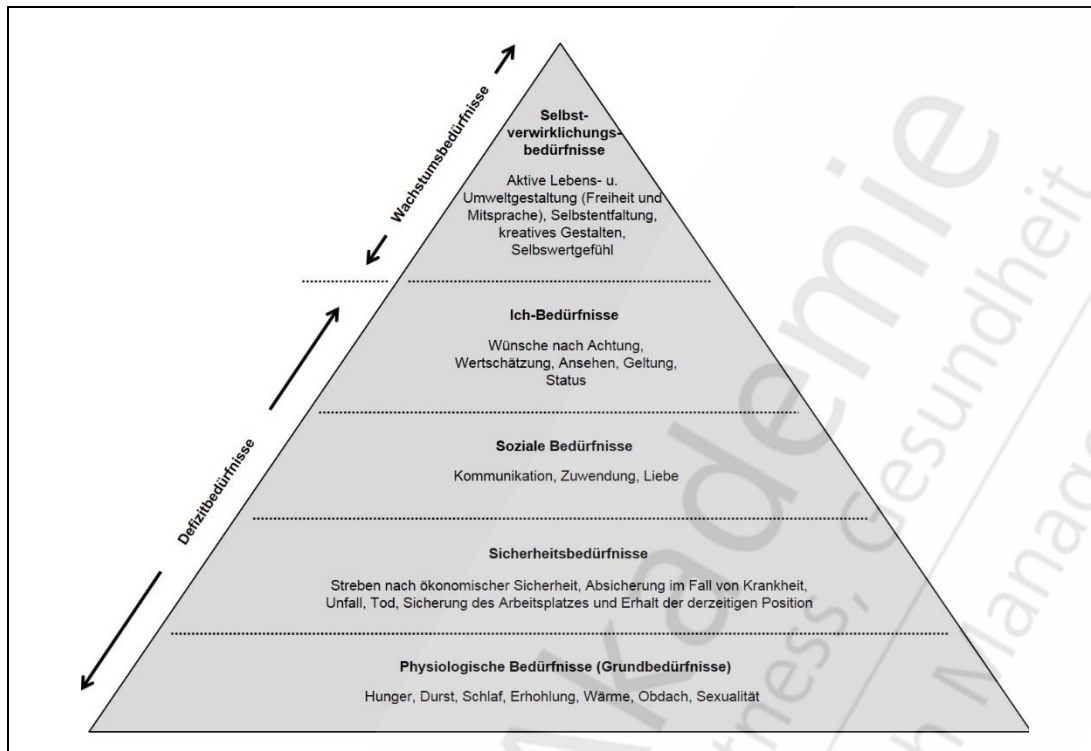 Wachstumsbedürfnisse
Defizitbedürfnisse
Selbst-
verwirklichungs-
bedürfnisse
Aktive Lebens- u.
Umweltgestaltung (Freiheit und
Mitsprache), Selbstentfaltung,
kreatives Gestalten,
Selbswertgefühl
Ich-Bedürfnisse
Wünsche nach Achtung,
Wertschätzung, Ansehen, Geltung,
Status
Soziale Bedürfnisse
Kommunikation, Zuwendung, Liebe
Sicherheitsbedürfnisse
Streben nach ökonomischer Sicherheit, Absicherung im Fall von Krankheit,
Unfall, Tod, Sicherung des Arbeitsplatzes und Erhalt der derzeitigen Position
Physiologische Bedürfnisse (Grundbedürfnisse)
Hunger, Durst, Schlaf, Erhohlung, Wärme, Obdach, Sexualität
Akademie
Gesundheit